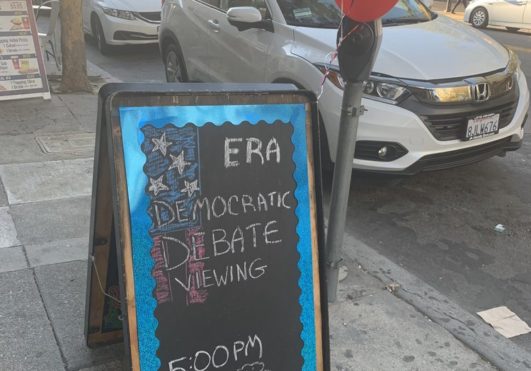 ERA
DEMOCRATIC
DEBATE
VIEWING
5:00PM